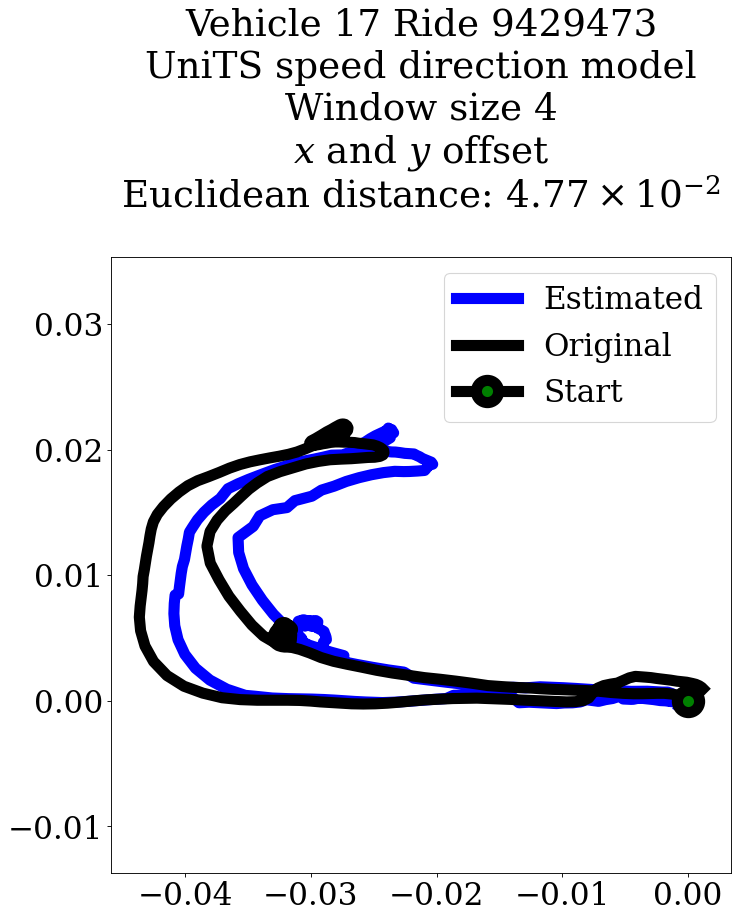 Vehicle 17 Ride 9429473
UniTS speed direction model
Window size 4
x and y offset
Euclidean distance: 4.77 × 10⁻²
Estimated
Original
Start
0.03
0.02
0.01
0.00
−0.01
−0.04 −0.03 −0.02 −0.01 0.00